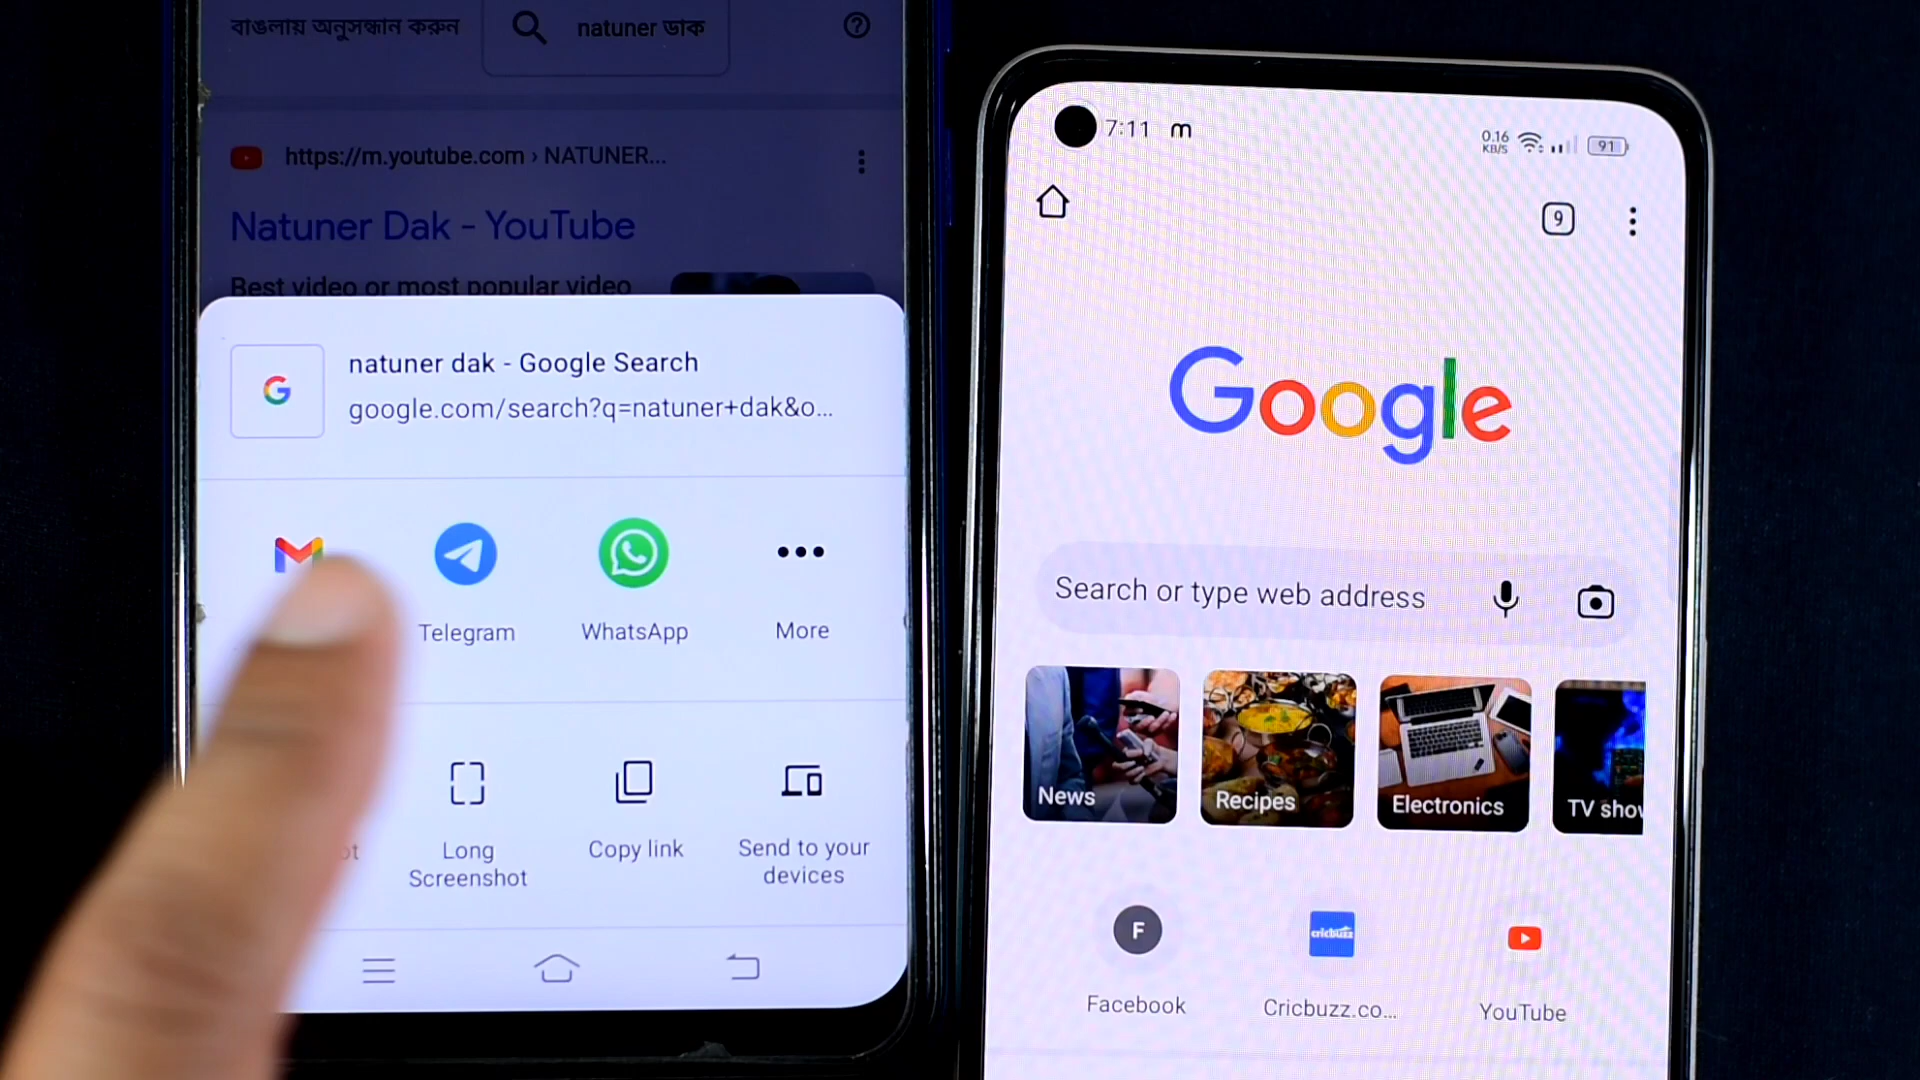 বাঙলায় অনুসন্ধান করুন
natuner ডাক
https://m.youtube.com › NATUNER...
Natuner Dak - YouTube
Best video or most popular video
natuner dak - Google Search
google.com/search?q=natuner+dak&o...
Telegram
WhatsApp
More
Long
Screenshot
Copy link
Send to your
devices
7:11
0.16
KB/S
91
9
Google
Search or type web address
News
Recipes
Electronics
TV show
F
cricbuzz
Facebook
Cricbuzz.co...
YouTube